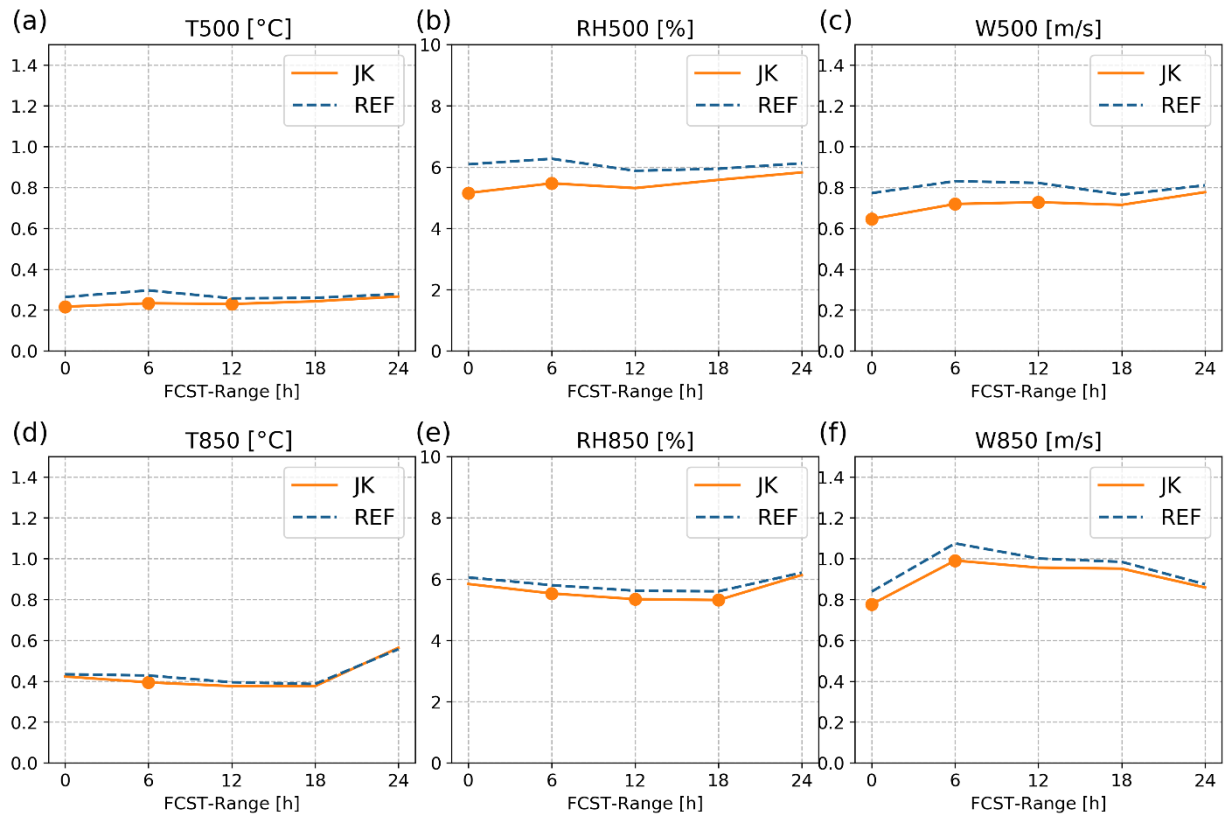 (a) T500 [°C]
1.4
1.2
1.0
0.8
0.6
0.4
0.2
0.0
JK
REF
0 6 12 18 24
FCST-Range [h]
(b) RH500 [%]
10
8
6
4
2
0
JK
REF
0 6 12 18 24
FCST-Range [h]
(c) W500 [m/s]
1.4
1.2
1.0
0.8
0.6
0.4
0.2
0.0
JK
REF
0 6 12 18 24
FCST-Range [h]
(d) T850 [°C]
1.4
1.2
1.0
0.8
0.6
0.4
0.2
0.0
JK
REF
0 6 12 18 24
FCST-Range [h]
(e) RH850 [%]
10
8
6
4
2
0
JK
REF
0 6 12 18 24
FCST-Range [h]
(f) W850 [m/s]
1.4
1.2
1.0
0.8
0.6
0.4
0.2
0.0
JK
REF
0 6 12 18 24
FCST-Range [h]